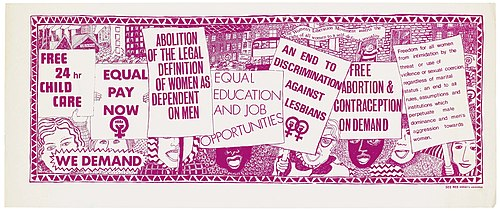 FREE
24 hr
CHILD
CARE
EQUAL
PAY
NOW
WE DEMAND
ABOLITION
OF THE LEGAL
DEFINITION
OF WOMEN AS
DEPENDENT
ON MEN
EQUAL
EDUCATION
AND JOB
OPPORTUNITIES
AN END TO
DISCRIMINATION
AGAINST
LESBIANS
FREE
ABORTION &
CONTRACEPTION
ON DEMAND
Freedom for all women
from intimidation by the
threat or use of
violence or sexual coercion
regardless of marital
status; an end to all
laws, assumptions and
institutions which
perpetuate male
dominance and men's
aggression towards
women.
SEE RED